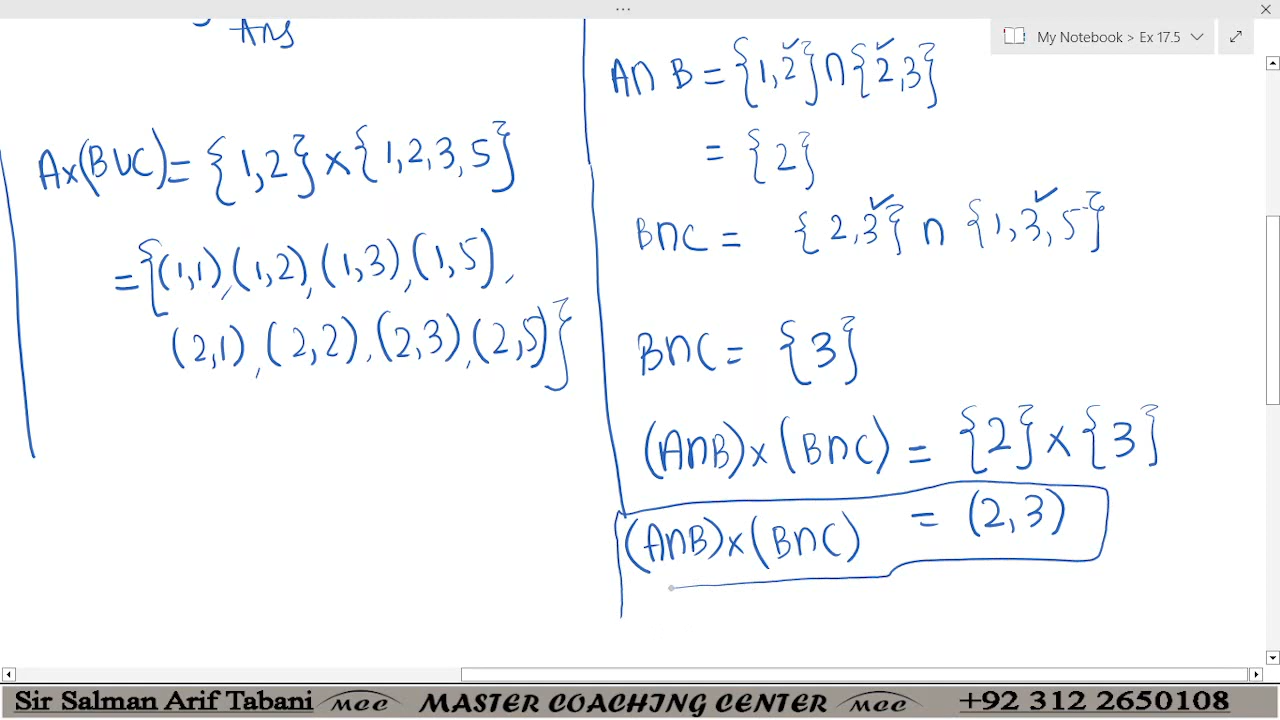 My Notebook > Ex 17.5
Ans
A×(B∪C) = {1,2} × {1,2,3,5}
={(1,1),(1,2),(1,3),(1,5),
(2,1),(2,2),(2,3),(2,5)}
A∩B = {1,2}∩{2,3}
= {2}
B∩C = {2,3} ∩ {1,3,5}
B∩C = {3}
(A∩B)×(B∩C) = {2}×{3}
(A∩B)×(B∩C) = (2,3)
Sir Salman Arif Tabani mcc MASTER COACHING CENTER mcc +92 312 2650108